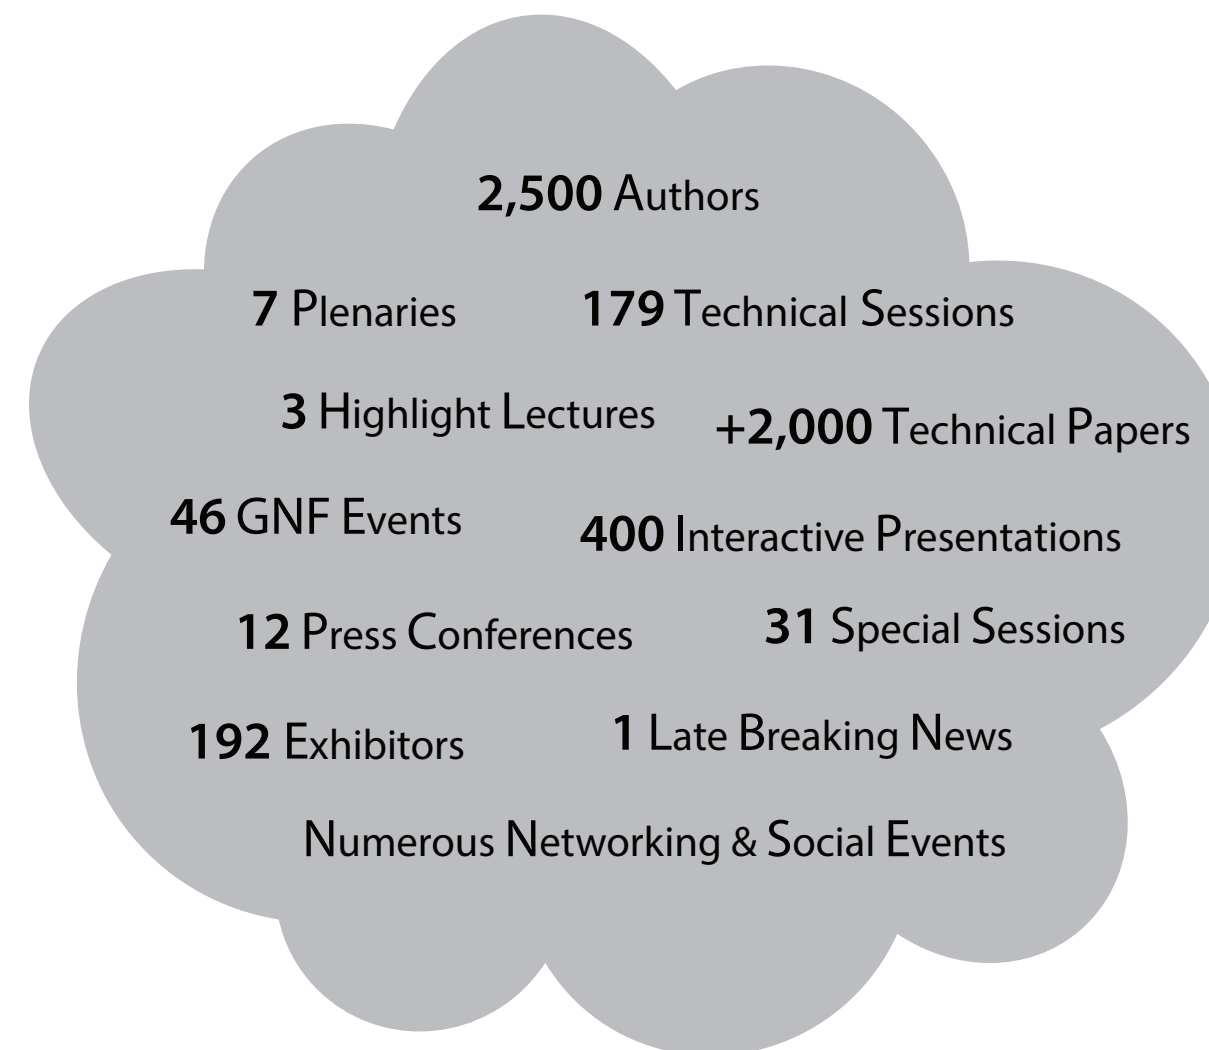 2,500 Authors
7 Plenaries
179 Technical Sessions
3 Highlight Lectures
+2,000 Technical Papers
46 GNF Events
400 Interactive Presentations
12 Press Conferences
31 Special Sessions
192 Exhibitors
1 Late Breaking News
Numerous Networking & Social Events